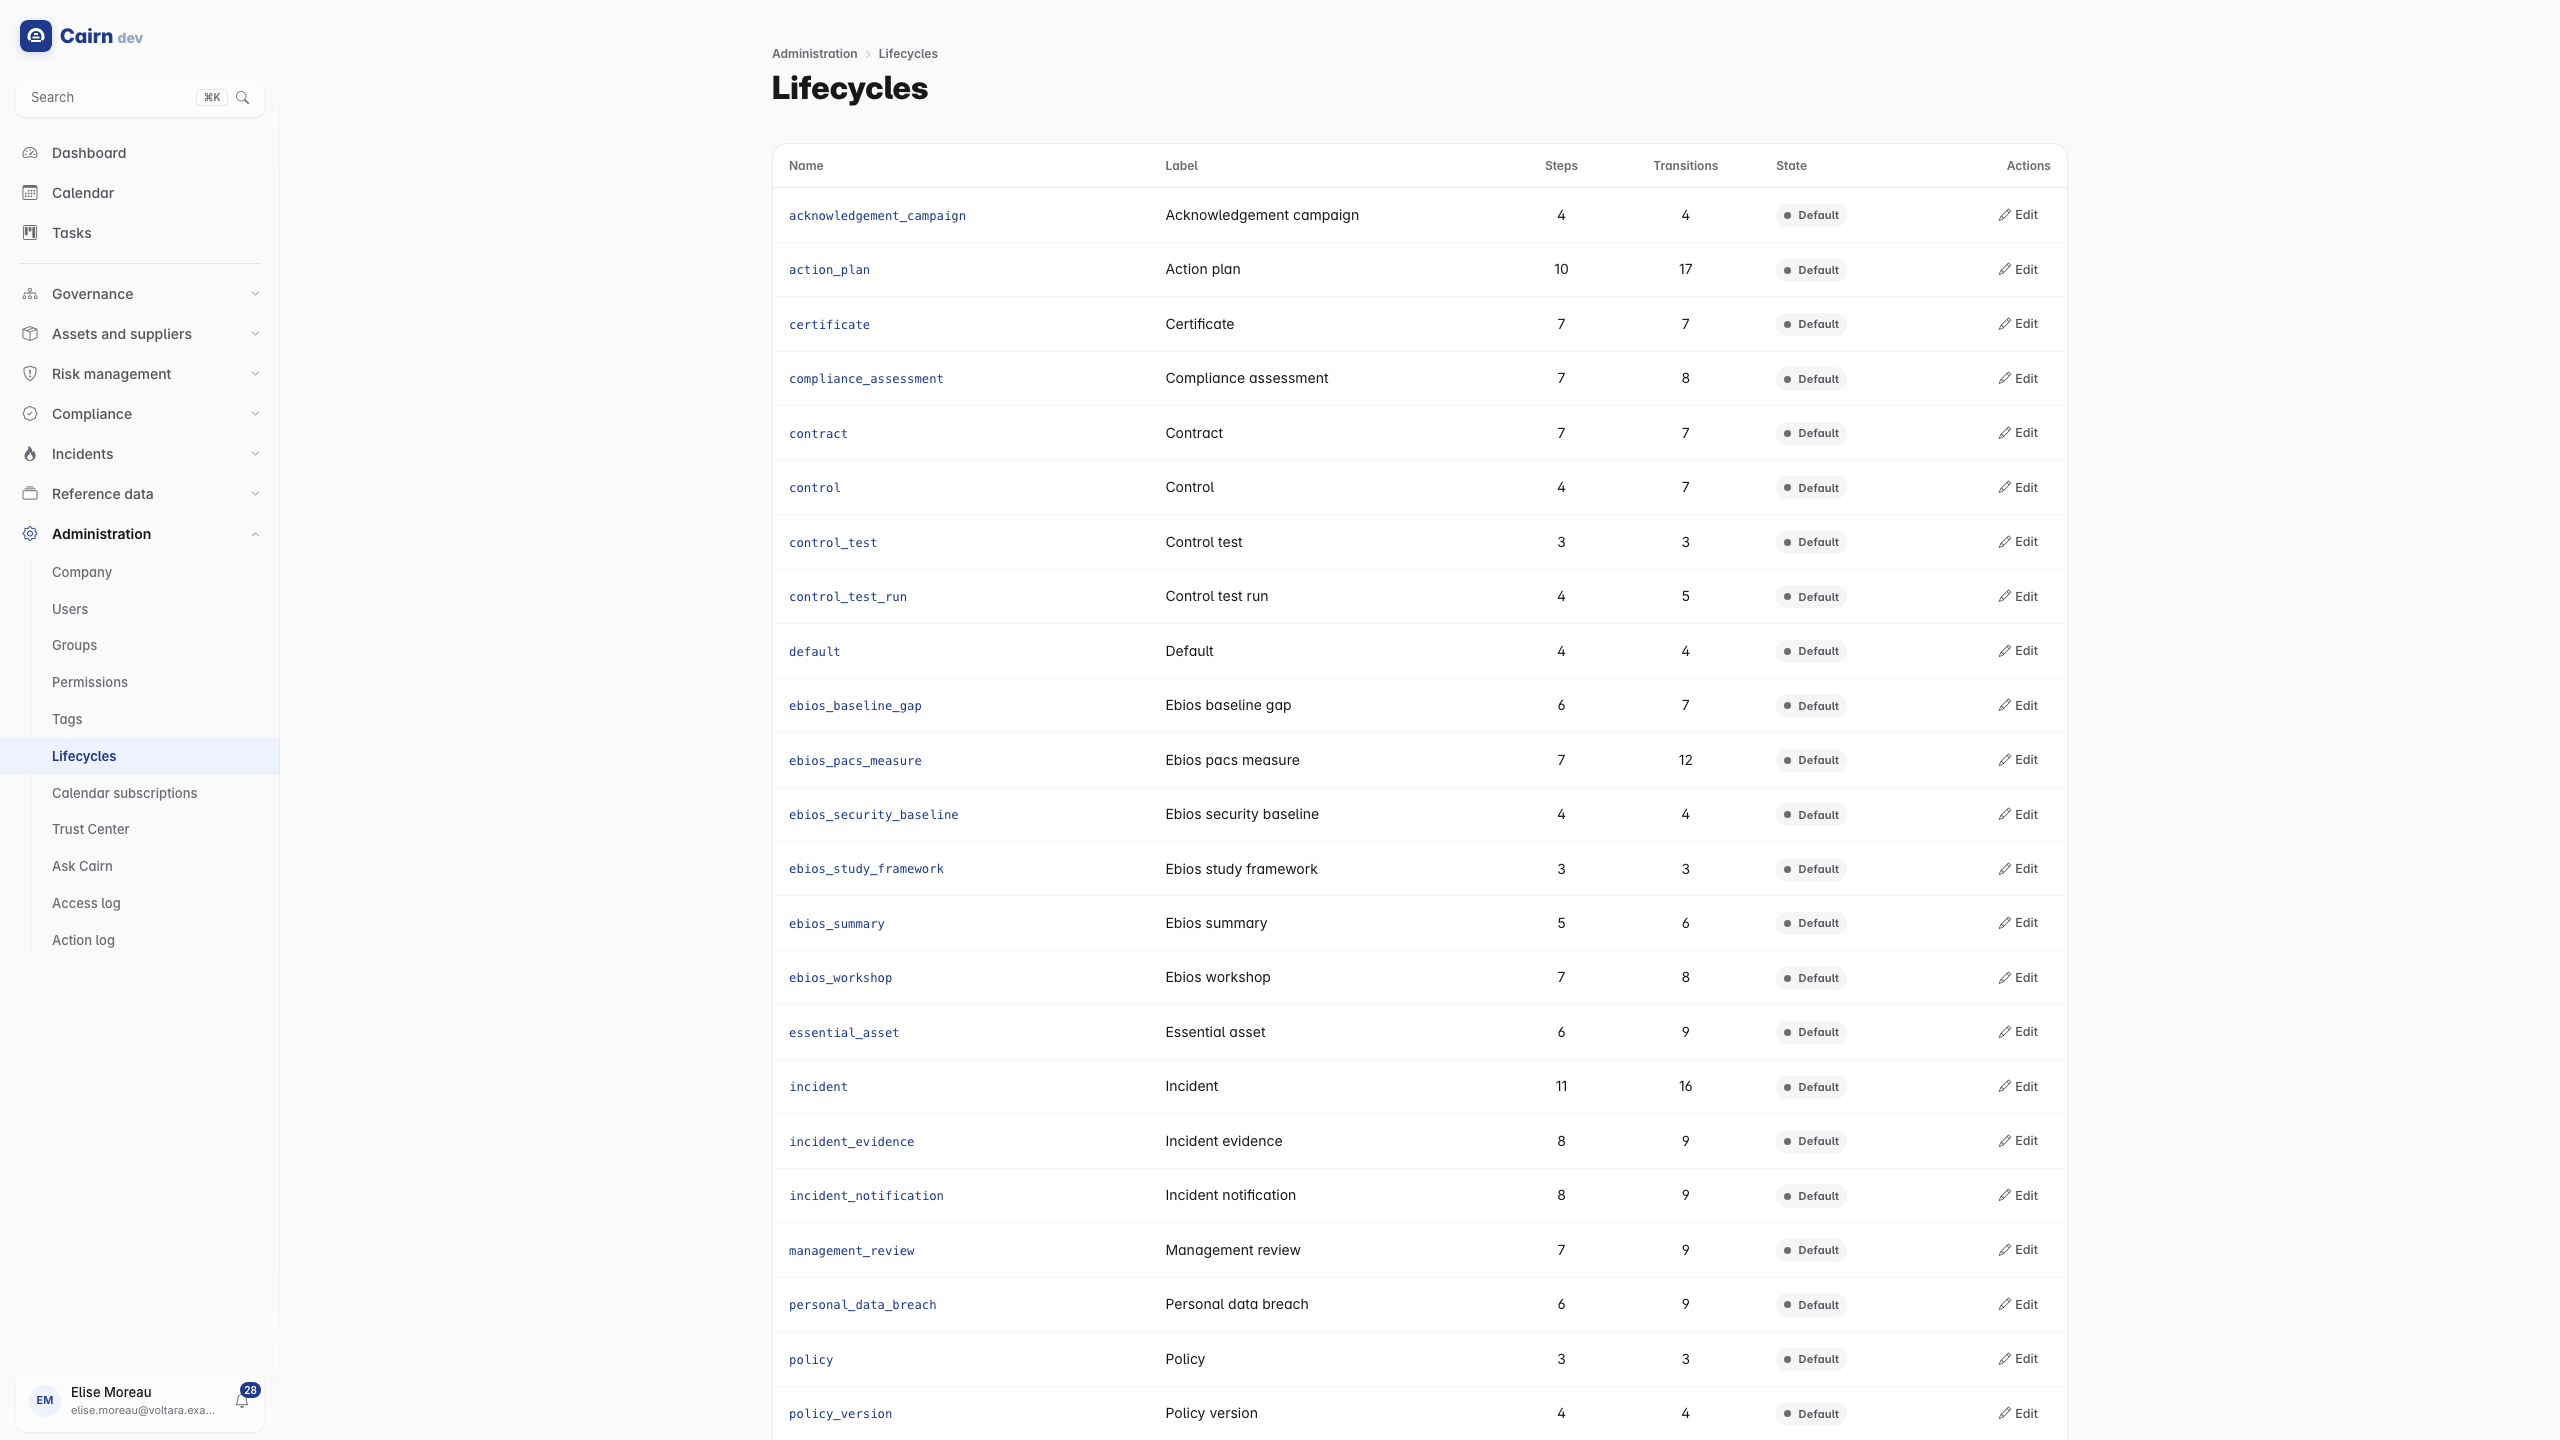 Cairn dev
Search ⌘K
Dashboard
Calendar
Tasks
Governance
Assets and suppliers
Risk management
Compliance
Incidents
Reference data
Administration
Company
Users
Groups
Permissions
Tags
Lifecycles
Calendar subscriptions
Trust Center
Ask Cairn
Access log
Action log
EM
Elise Moreau
elise.moreau@voltara.exa...
28
Administration › Lifecycles
Lifecycles
Name Label Steps Transitions State Actions
acknowledgement_campaign Acknowledgement campaign 4 4 Default Edit
action_plan Action plan 10 17 Default Edit
certificate Certificate 7 7 Default Edit
compliance_assessment Compliance assessment 7 8 Default Edit
contract Contract 7 7 Default Edit
control Control 4 7 Default Edit
control_test Control test 3 3 Default Edit
control_test_run Control test run 4 5 Default Edit
default Default 4 4 Default Edit
ebios_baseline_gap Ebios baseline gap 6 7 Default Edit
ebios_pacs_measure Ebios pacs measure 7 12 Default Edit
ebios_security_baseline Ebios security baseline 4 4 Default Edit
ebios_study_framework Ebios study framework 3 3 Default Edit
ebios_summary Ebios summary 5 6 Default Edit
ebios_workshop Ebios workshop 7 8 Default Edit
essential_asset Essential asset 6 9 Default Edit
incident Incident 11 16 Default Edit
incident_evidence Incident evidence 8 9 Default Edit
incident_notification Incident notification 8 9 Default Edit
management_review Management review 7 9 Default Edit
personal_data_breach Personal data breach 6 9 Default Edit
policy Policy 3 3 Default Edit
policy_version Policy version 4 4 Default Edit